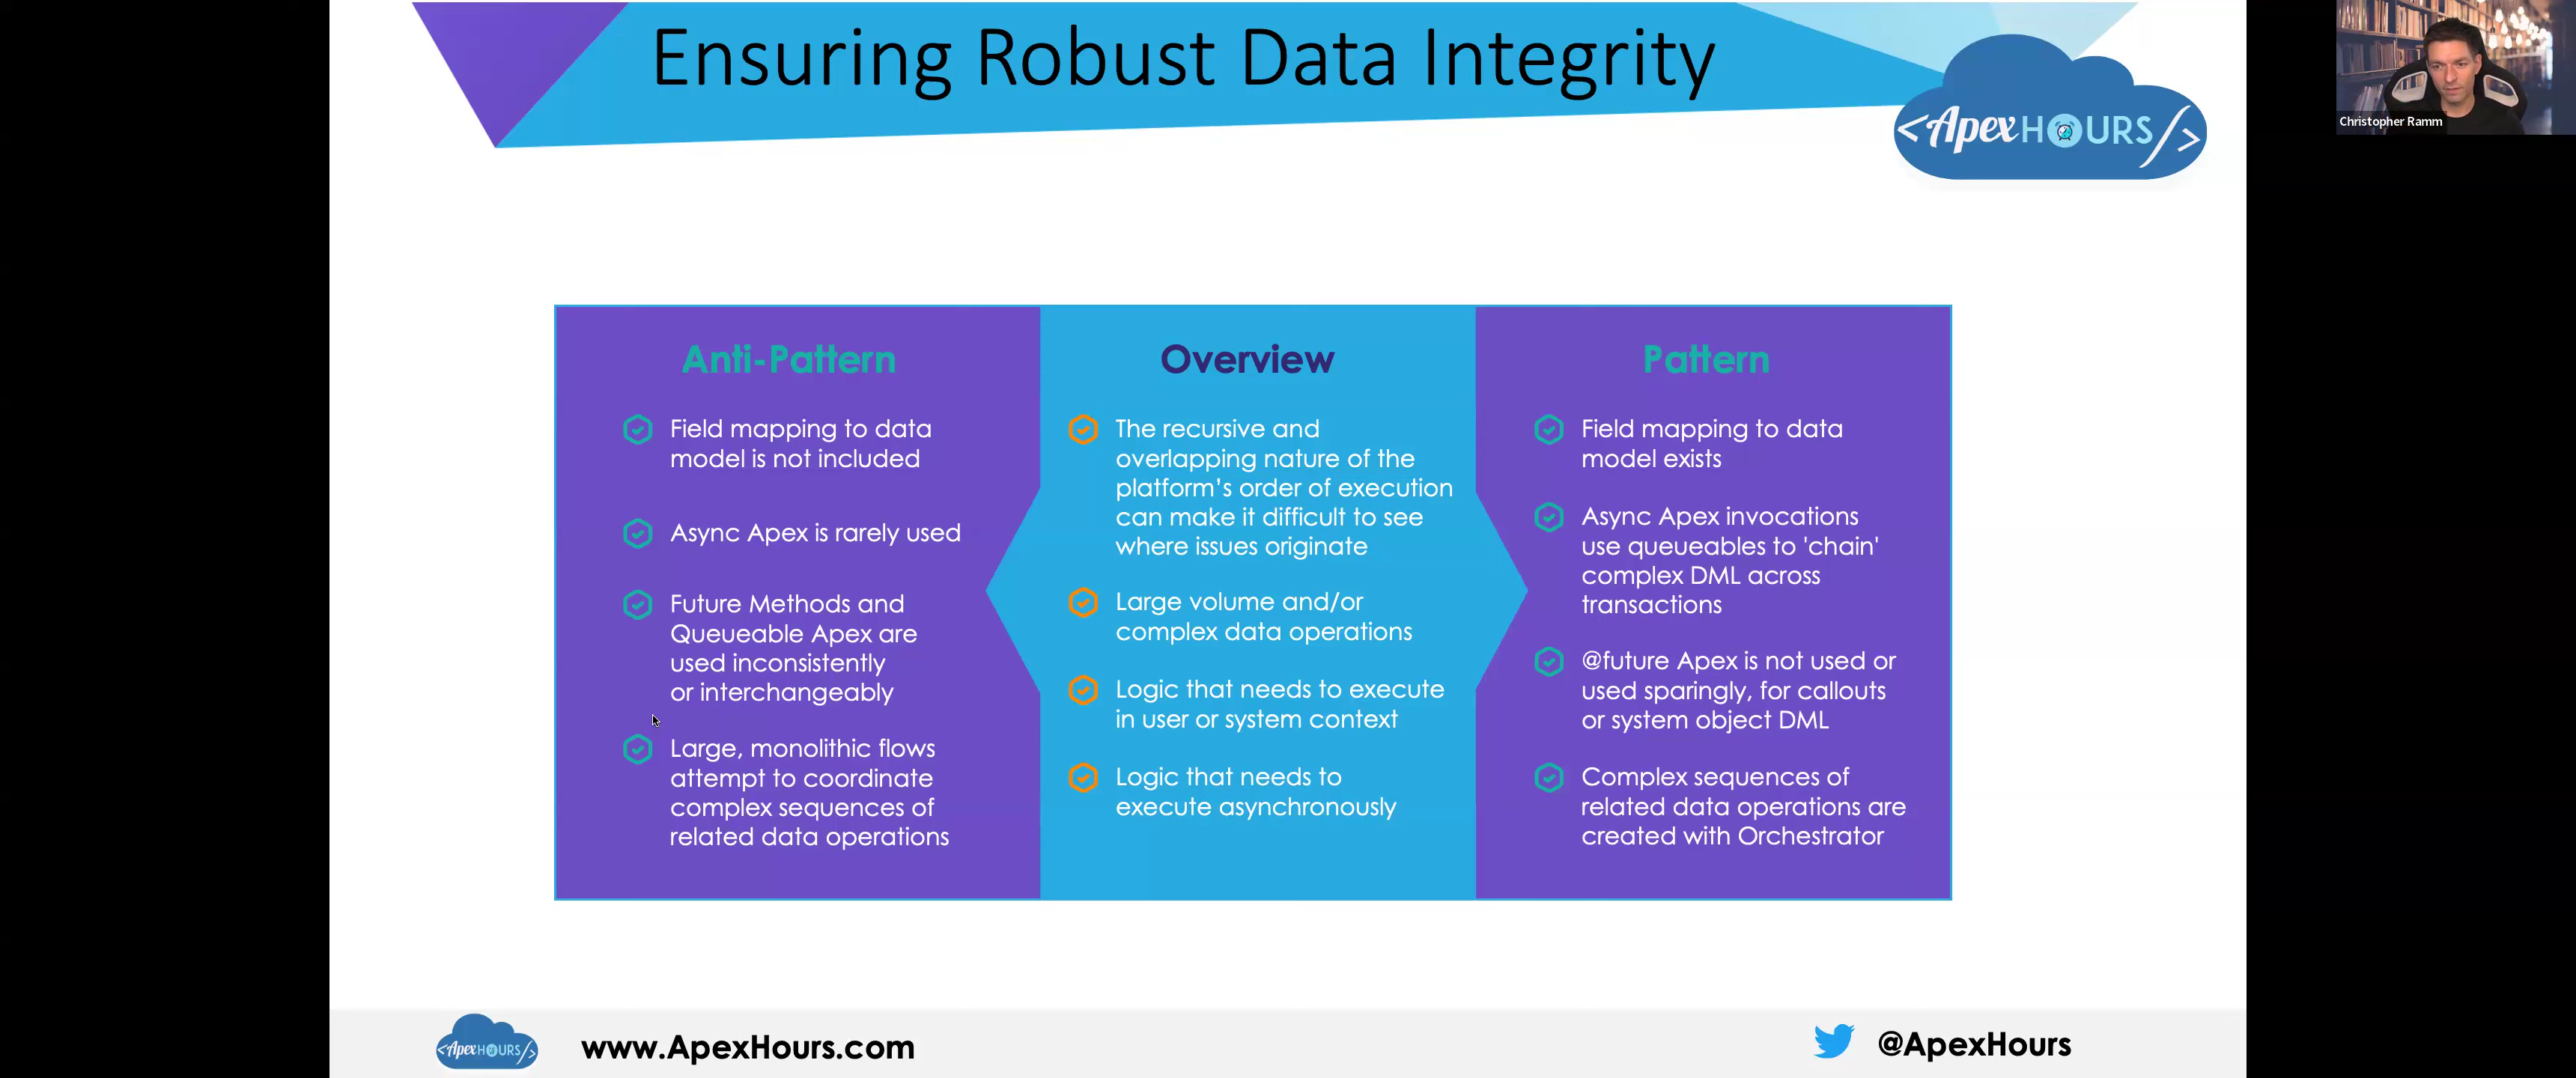 Ensuring Robust Data Integrity
<ApexHOURS/>
Christopher Ramm
Anti-Pattern
Field mapping to data
model is not included
Async Apex is rarely used
Future Methods and
Queueable Apex are
used inconsistently
or interchangeably
Large, monolithic flows
attempt to coordinate
complex sequences of
related data operations
Overview
The recursive and
overlapping nature of the
platform's order of execution
can make it difficult to see
where issues originate
Large volume and/or
complex data operations
Logic that needs to execute
in user or system context
Logic that needs to
execute asynchronously
Pattern
Field mapping to data
model exists
Async Apex invocations
use queueables to 'chain'
complex DML across
transactions
@future Apex is not used or
used sparingly, for callouts
or system object DML
Complex sequences of
related data operations are
created with Orchestrator
<ApexHOURS/>
www.ApexHours.com
@ApexHours